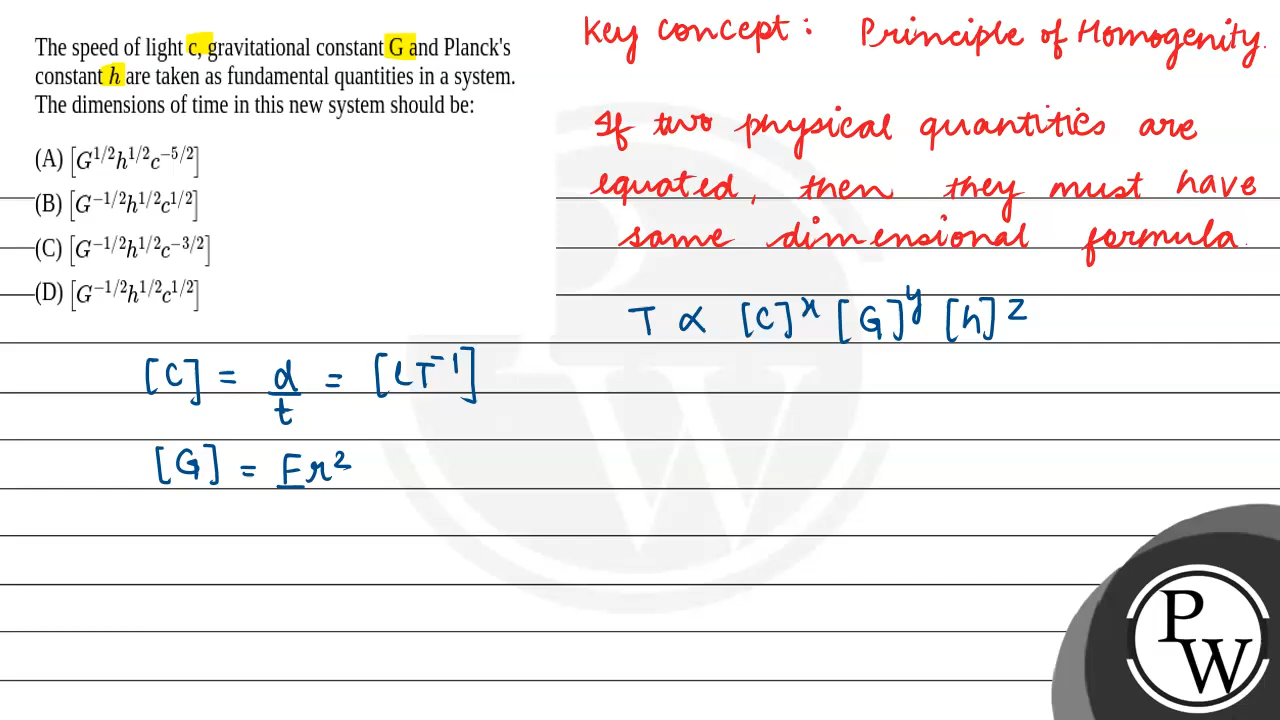 The speed of light c, gravitational constant G and Planck's
constant h are taken as fundamental quantities in a system.
The dimensions of time in this new system should be:
(A) [G^{1/2}h^{1/2}c^{-5/2}]
(B) [G^{-1/2}h^{1/2}c^{1/2}]
(C) [G^{-1/2}h^{1/2}c^{-3/2}]
(D) [G^{-1/2}h^{1/2}c^{1/2}]
Key concept: Principle of Homogenity.
If two physical quantities are
equated, then they must have
same dimensional formula.
T ∝ [C]^x [G]^y [h]^z
[C] = d/t = [LT^{-1}]
[G] = Fr²
PW